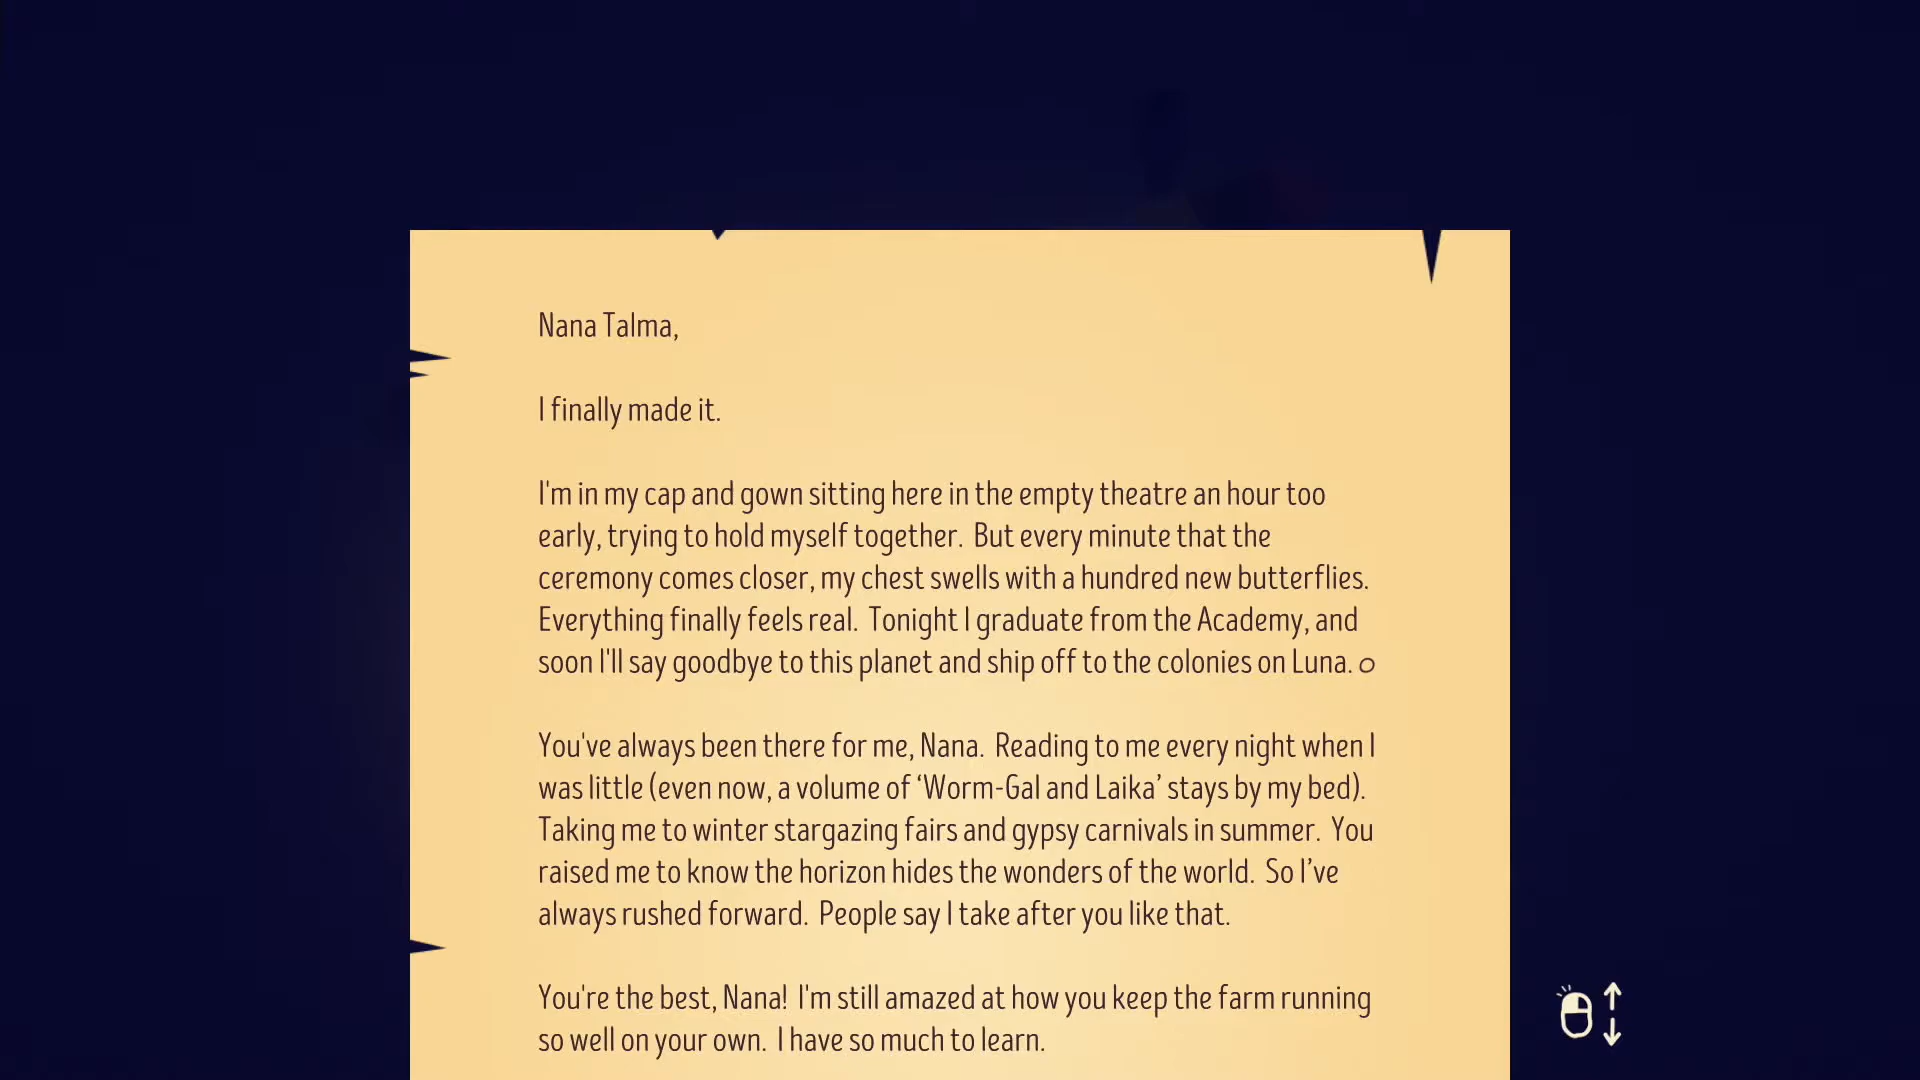 Nana Talma,
I finally made it.
I'm in my cap and gown sitting here in the empty theatre an hour too
early, trying to hold myself together.  But every minute that the
ceremony comes closer, my chest swells with a hundred new butterflies.
Everything finally feels real.  Tonight I graduate from the Academy, and
soon I'll say goodbye to this planet and ship off to the colonies on Luna.
You've always been there for me, Nana.  Reading to me every night when I
was little (even now, a volume of ‘Worm-Gal and Laika’ stays by my bed).
Taking me to winter stargazing fairs and gypsy carnivals in summer.  You
raised me to know the horizon hides the wonders of the world.  So I’ve
always rushed forward.  People say I take after you like that.
You're the best, Nana!  I'm still amazed at how you keep the farm running
so well on your own.  I have so much to learn.